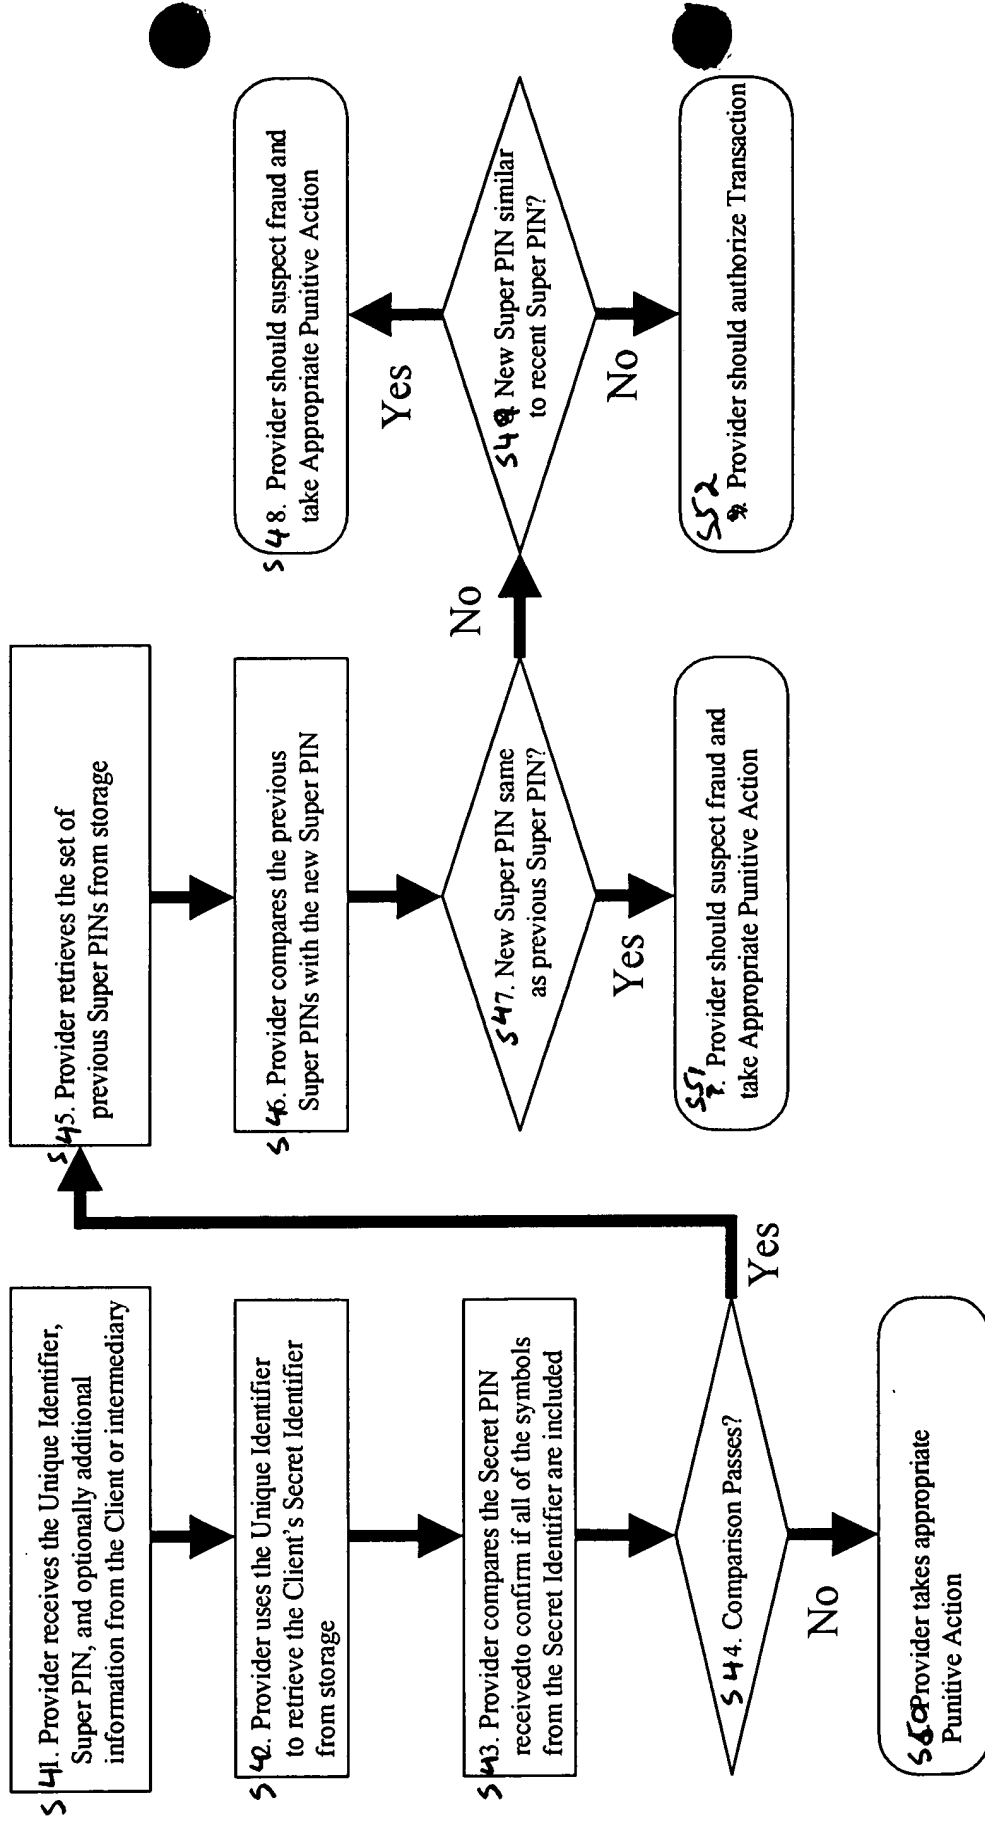 S41. Provider receives the Unique Identifier,
Super PIN, and optionally additional
information from the Client or intermediary
S42. Provider uses the Unique Identifier
to retrieve the Client's Secret Identifier
from storage
S43. Provider compares the Secret PIN
receivedto confirm if all of the symbols
from the Secret Identifier are included
S44. Comparison Passes?
No
Yes
Provider takes appropriate
Punitive Action
S45. Provider retrieves the set of
previous Super PINs from storage
S46. Provider compares the previous
Super PINs with the new Super PIN
S47. New Super PIN same
as previous Super PIN?
Yes
No
S51. Provider should suspect fraud and
take Appropriate Punitive Action
S48. Provider should suspect fraud and
take Appropriate Punitive Action
Yes
New Super PIN similar
to recent Super PIN?
No
S52
Provider should authorize Transaction